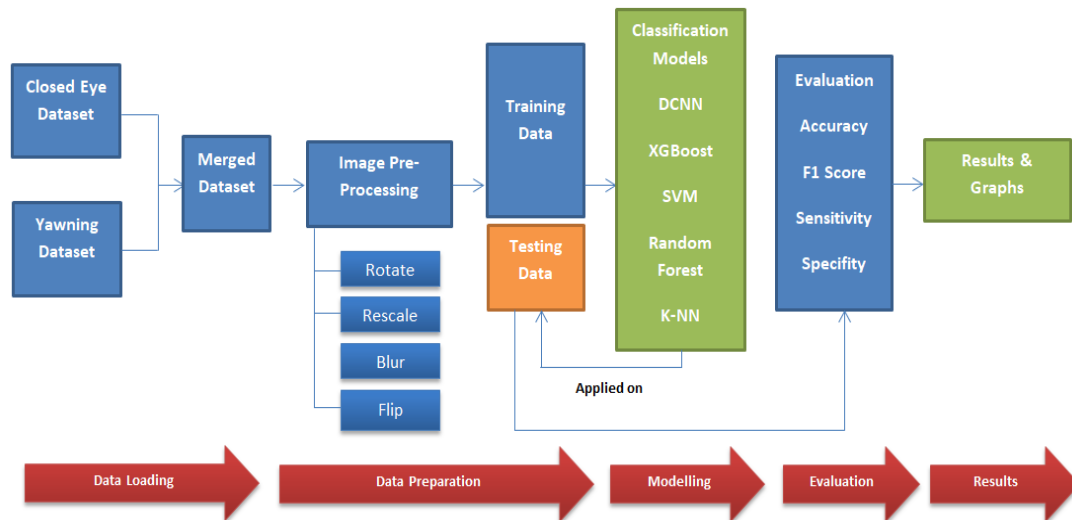 Closed Eye
Dataset
Yawning
Dataset
Merged
Dataset
Image Pre-
Processing
Rotate
Rescale
Blur
Flip
Training
Data
Testing
Data
Classification
Models
DCNN
XGBoost
SVM
Random
Forest
K-NN
Applied on
Evaluation
Accuracy
F1 Score
Sensitivity
Specifity
Results &
Graphs
Data Loading
Data Preparation
Modelling
Evaluation
Results